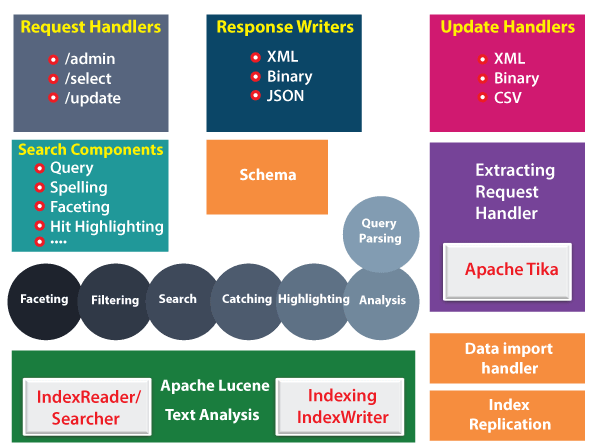 Request Handlers
/admin
/select
/update
Response Writers
XML
Binary
JSON
Update Handlers
XML
Binary
CSV
Search Components
Query
Spelling
Faceting
Hit Highlighting
....
Schema
Extracting
Request
Handler
Apache Tika
Query
Parsing
Faceting
Filtering
Search
Catching
Highlighting
Analysis
Data import
handler
Index
Replication
IndexReader/
Searcher
Apache Lucene
Text Analysis
Indexing
IndexWriter